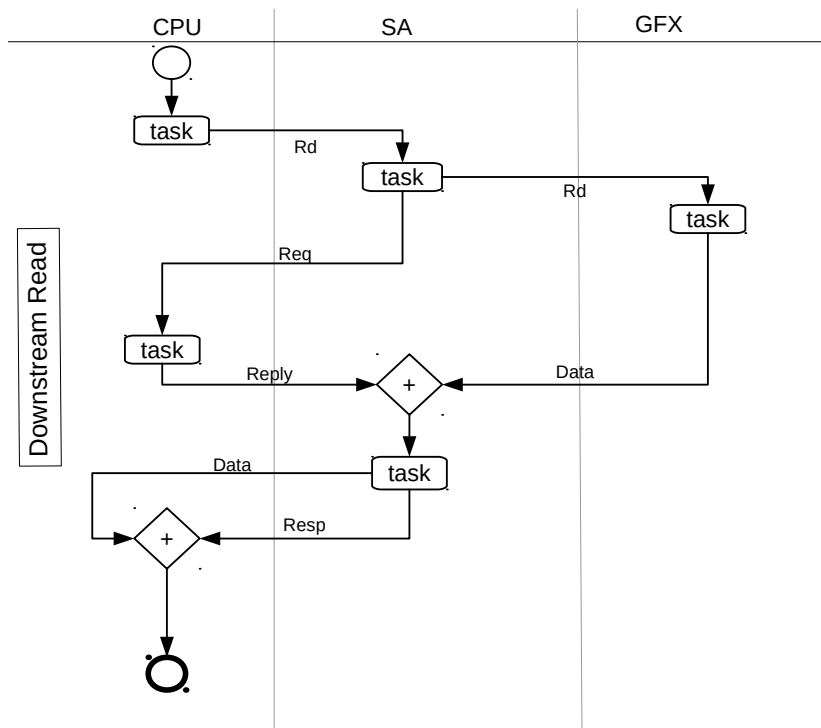 CPU
SA
GFX
task
Rd
task
Rd
task
Req
Downstream Read
task
Reply
+
Data
Data
task
+
Resp